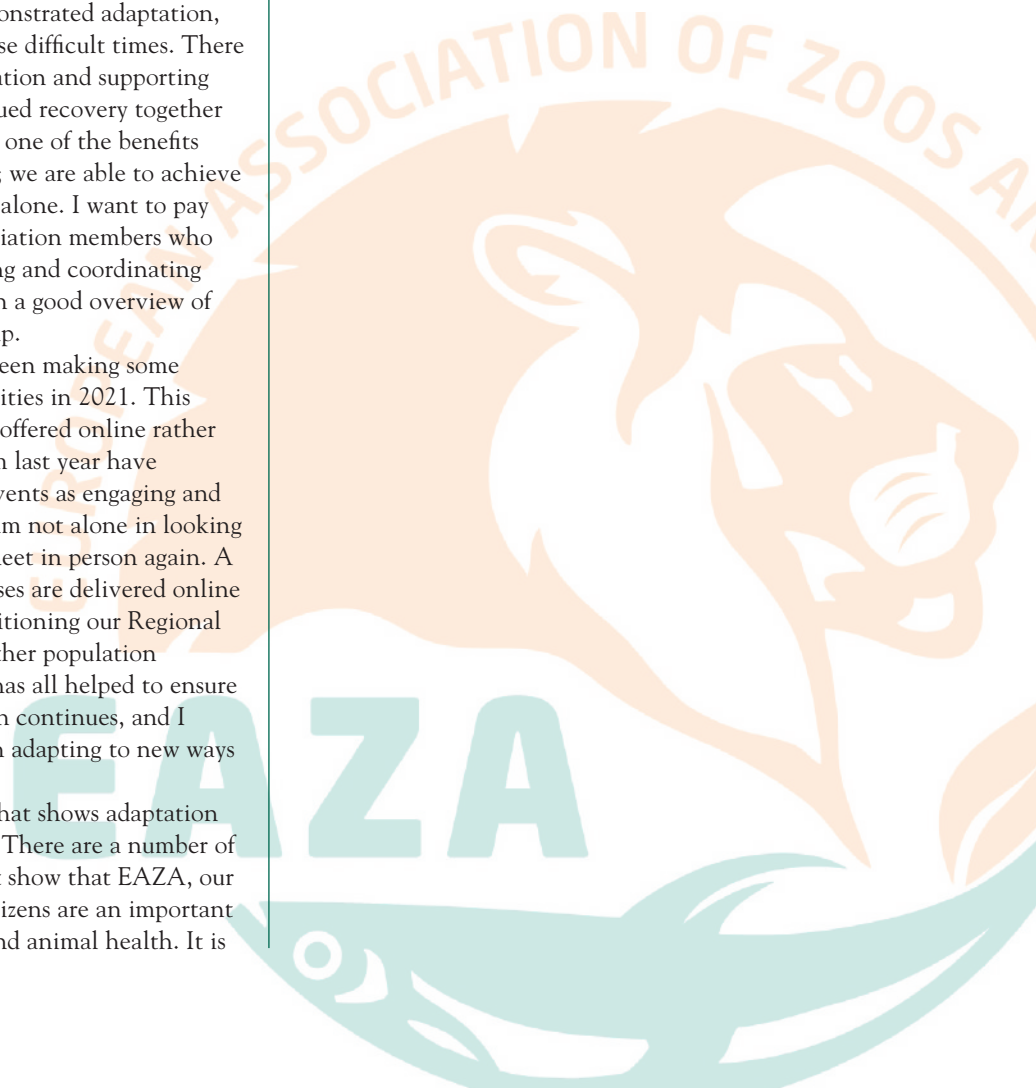 onstrated adaptation,
se difficult times. There
ation and supporting
ued recovery together
one of the benefits
; we are able to achieve
alone. I want to pay
iation members who
ng and coordinating
n a good overview of
p.
een making some
ities in 2021. This
offered online rather
n last year have
vents as engaging and
m not alone in looking
eet in person again. A
ses are delivered online
itioning our Regional
ther population
has all helped to ensure
n continues, and I
n adapting to new ways
hat shows adaptation
There are a number of
t show that EAZA, our
izens are an important
nd animal health. It is
EUROPEAN ASSOCIATION OF ZOOS AN
EAZA